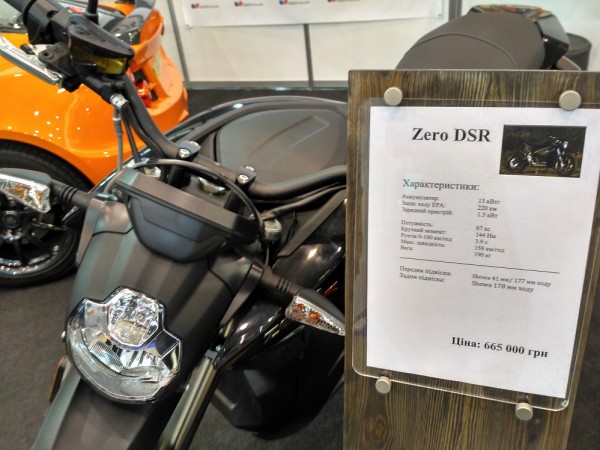 Zero DSR
Характеристики:
Аккумулятор: 13 кВтг
Запас ходу EPA: 220 км
Зарядний пристрій: 1.3 кВт
Потужність: 67 кс
Крутний момент: 144 Нм
Розгін 0-100 км/год 3.9 с
Макс. швидкість: 158 км/год
Вага: 190 кг
Передня підвіска: Showa 41 мм/ 177 мм ходу
Задня підвіска: Showa 178 мм ходу
Ціна: 665 000 грн